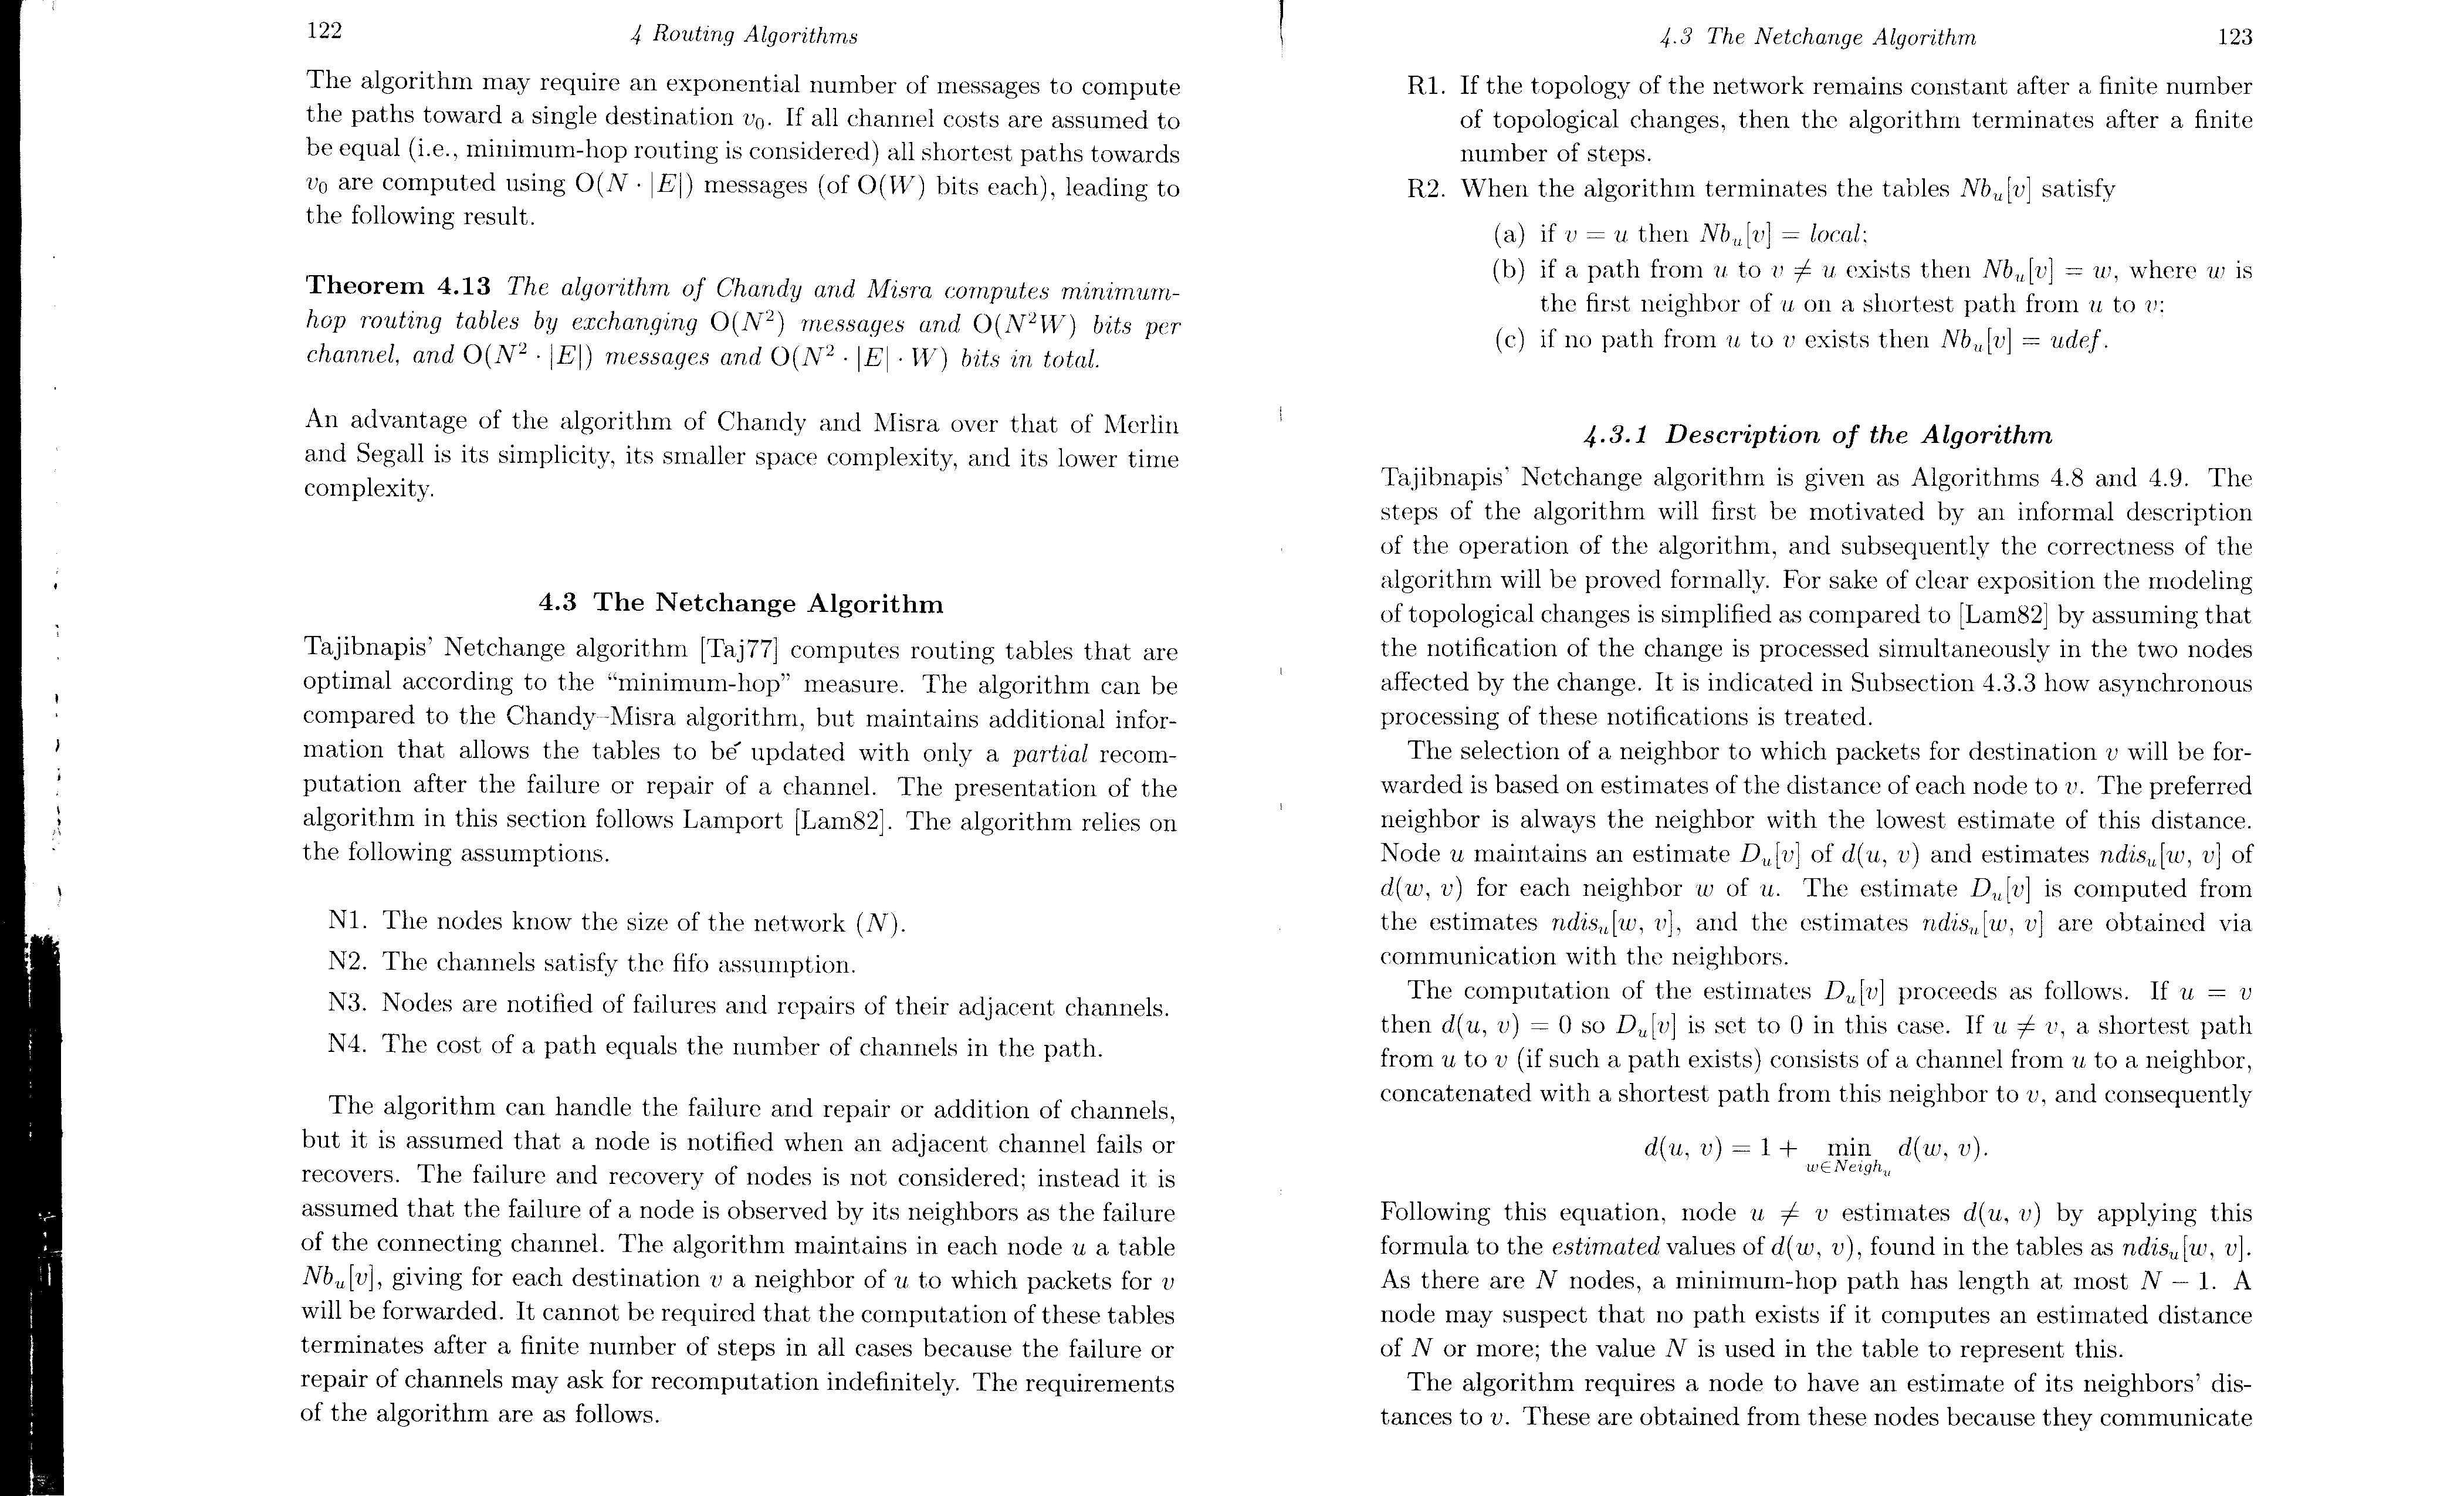 122
4 Routing Algorithms
The algorithm may require an exponential number of messages to compute
the paths toward a single destination v₀. If all channel costs are assumed to
be equal (i.e., minimum-hop routing is considered) all shortest paths towards
v₀ are computed using O(N · |E|) messages (of O(W) bits each), leading to
the following result.
Theorem 4.13 The algorithm of Chandy and Misra computes minimum-
hop routing tables by exchanging O(N²) messages and O(N²W) bits per
channel, and O(N² · |E|) messages and O(N² · |E| · W) bits in total.
An advantage of the algorithm of Chandy and Misra over that of Merlin
and Segall is its simplicity, its smaller space complexity, and its lower time
complexity.
4.3 The Netchange Algorithm
Tajibnapis' Netchange algorithm [Taj77] computes routing tables that are
optimal according to the “minimum-hop” measure. The algorithm can be
compared to the Chandy–Misra algorithm, but maintains additional infor-
mation that allows the tables to be updated with only a partial recom-
putation after the failure or repair of a channel. The presentation of the
algorithm in this section follows Lamport [Lam82]. The algorithm relies on
the following assumptions.
N1. The nodes know the size of the network (N).
N2. The channels satisfy the fifo assumption.
N3. Nodes are notified of failures and repairs of their adjacent channels.
N4. The cost of a path equals the number of channels in the path.
The algorithm can handle the failure and repair or addition of channels,
but it is assumed that a node is notified when an adjacent channel fails or
recovers. The failure and recovery of nodes is not considered; instead it is
assumed that the failure of a node is observed by its neighbors as the failure
of the connecting channel. The algorithm maintains in each node u a table
Nbᵤ[v], giving for each destination v a neighbor of u to which packets for v
will be forwarded. It cannot be required that the computation of these tables
terminates after a finite number of steps in all cases because the failure or
repair of channels may ask for recomputation indefinitely. The requirements
of the algorithm are as follows.
4.3 The Netchange Algorithm
123
R1. If the topology of the network remains constant after a finite number
of topological changes, then the algorithm terminates after a finite
number of steps.
R2. When the algorithm terminates the tables Nbᵤ[v] satisfy
(a) if v = u then Nbᵤ[v] = local;
(b) if a path from u to v ≠ u exists then Nbᵤ[v] = w, where w is
the first neighbor of u on a shortest path from u to v;
(c) if no path from u to v exists then Nbᵤ[v] = udef.
4.3.1 Description of the Algorithm
Tajibnapis' Netchange algorithm is given as Algorithms 4.8 and 4.9. The
steps of the algorithm will first be motivated by an informal description
of the operation of the algorithm, and subsequently the correctness of the
algorithm will be proved formally. For sake of clear exposition the modeling
of topological changes is simplified as compared to [Lam82] by assuming that
the notification of the change is processed simultaneously in the two nodes
affected by the change. It is indicated in Subsection 4.3.3 how asynchronous
processing of these notifications is treated.
The selection of a neighbor to which packets for destination v will be for-
warded is based on estimates of the distance of each node to v. The preferred
neighbor is always the neighbor with the lowest estimate of this distance.
Node u maintains an estimate Dᵤ[v] of d(u, v) and estimates ndisᵤ[w, v] of
d(w, v) for each neighbor w of u. The estimate Dᵤ[v] is computed from
the estimates ndisᵤ[w, v], and the estimates ndisᵤ[w, v] are obtained via
communication with the neighbors.
The computation of the estimates Dᵤ[v] proceeds as follows. If u = v
then d(u, v) = 0 so Dᵤ[v] is set to 0 in this case. If u ≠ v, a shortest path
from u to v (if such a path exists) consists of a channel from u to a neighbor,
concatenated with a shortest path from this neighbor to v, and consequently
d(u, v) = 1 + min d(w, v).
w∈Neighᵤ
Following this equation, node u ≠ v estimates d(u, v) by applying this
formula to the estimated values of d(w, v), found in the tables as ndisᵤ[w, v].
As there are N nodes, a minimum-hop path has length at most N − 1. A
node may suspect that no path exists if it computes an estimated distance
of N or more; the value N is used in the table to represent this.
The algorithm requires a node to have an estimate of its neighbors' dis-
tances to v. These are obtained from these nodes because they communicate